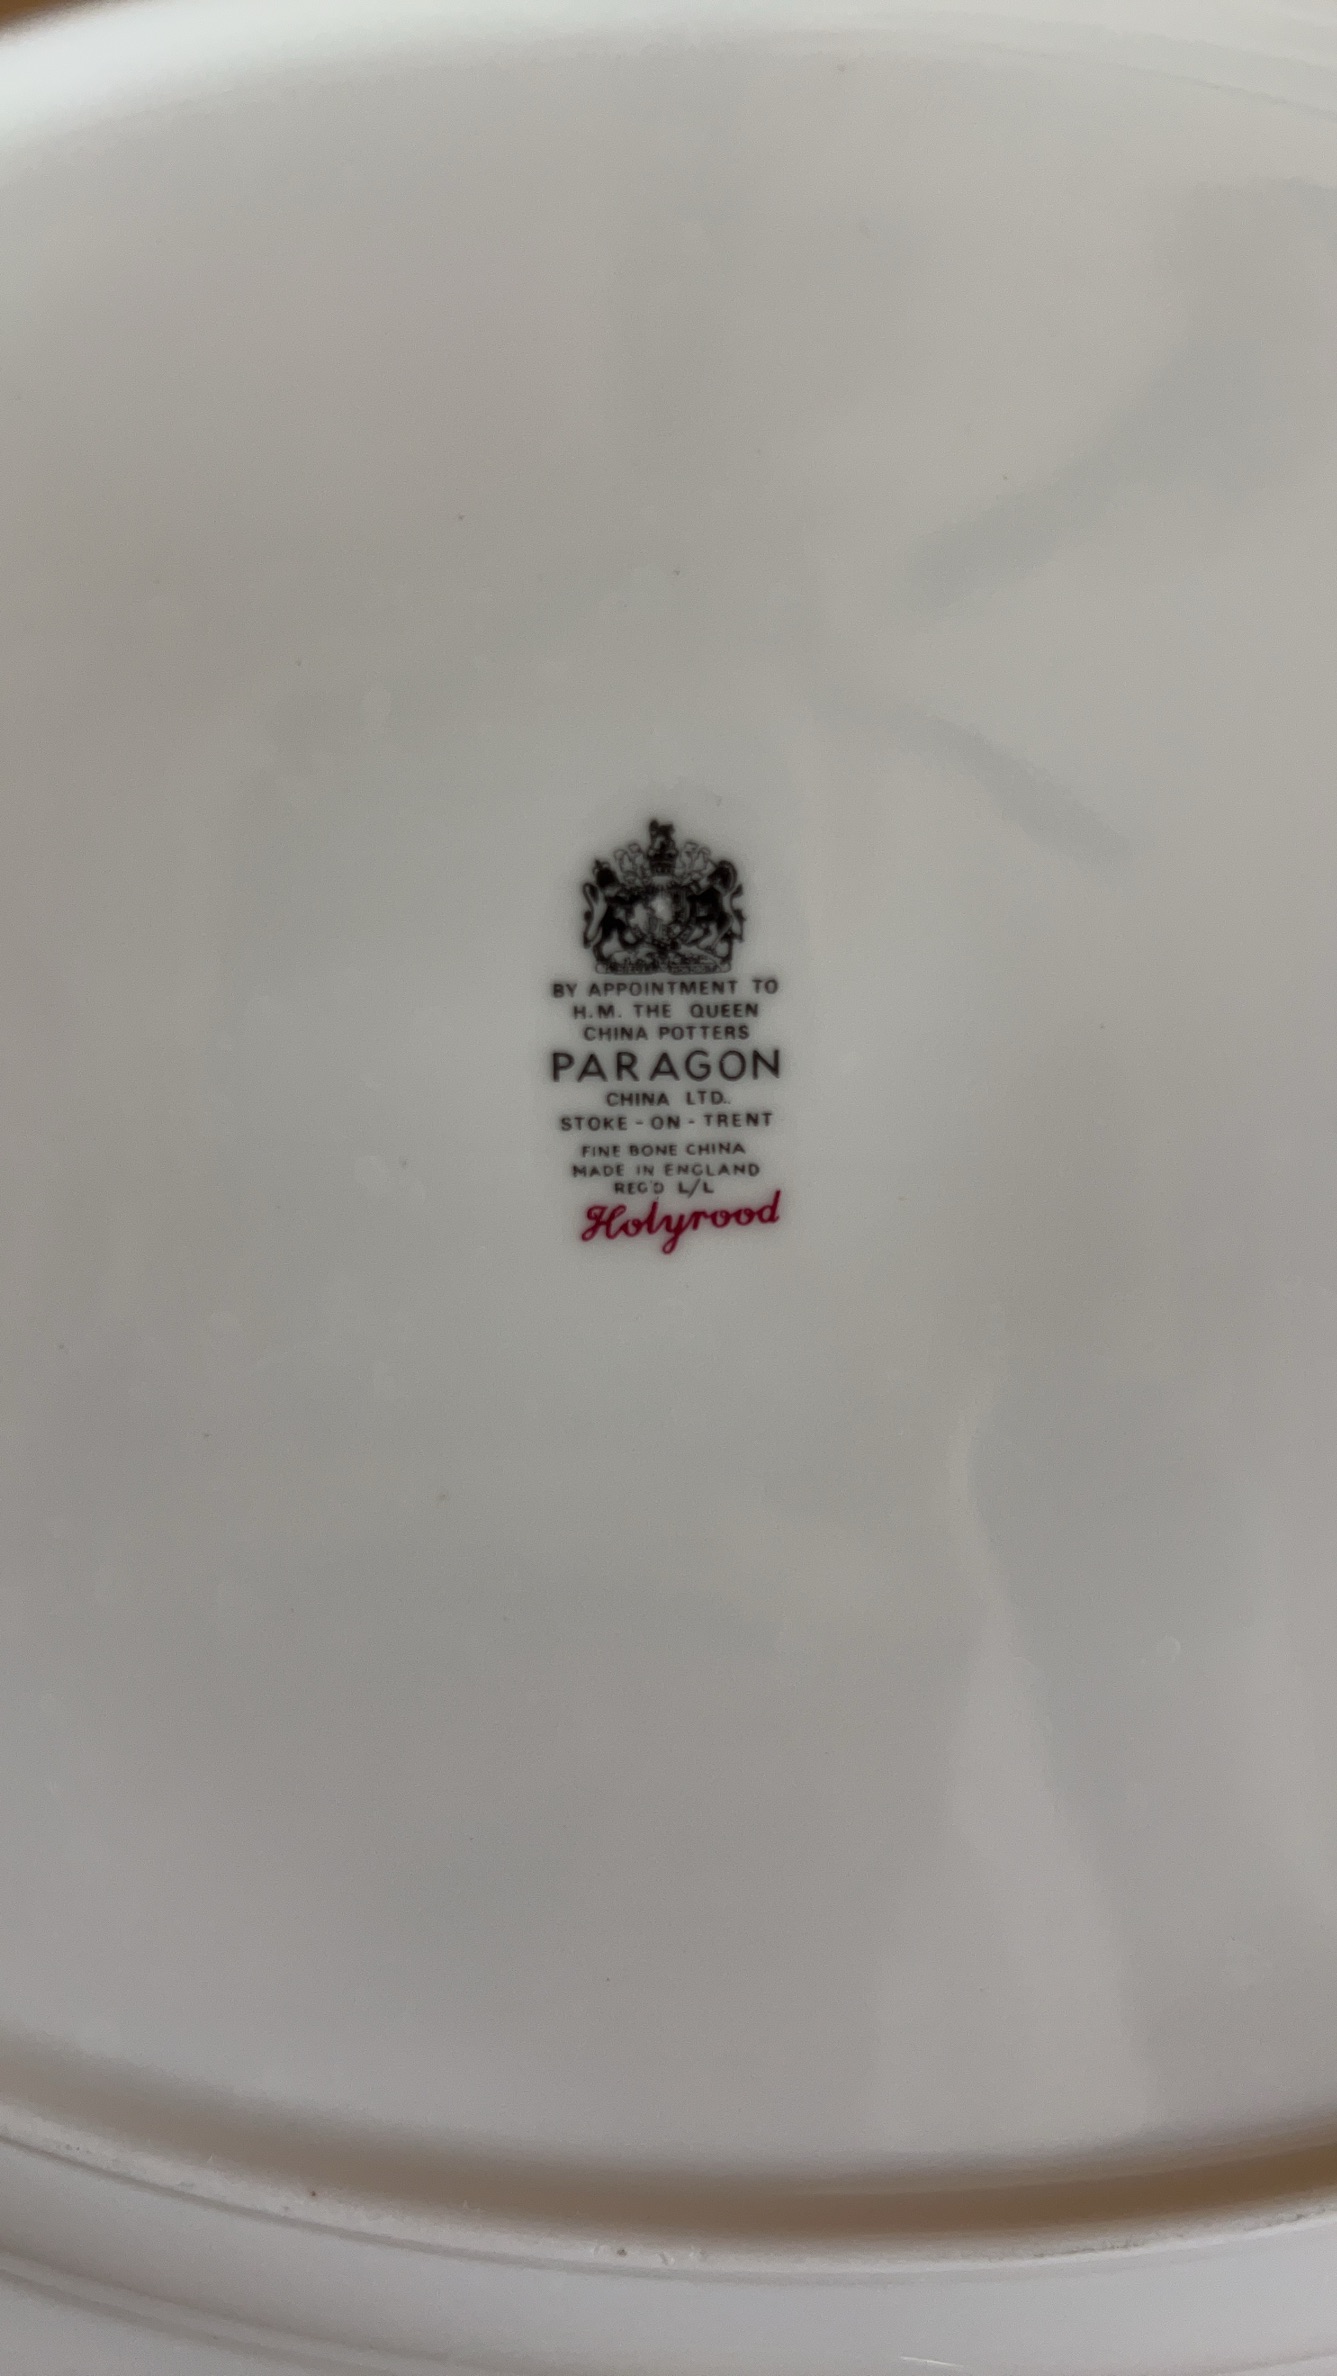 BY APPOINTMENT TO
H.M. THE QUEEN
CHINA POTTERS
PARAGON
CHINA LTD.
STOKE - ON - TRENT
FINE BONE CHINA
MADE IN ENGLAND
REG'D L/L
Holyrood